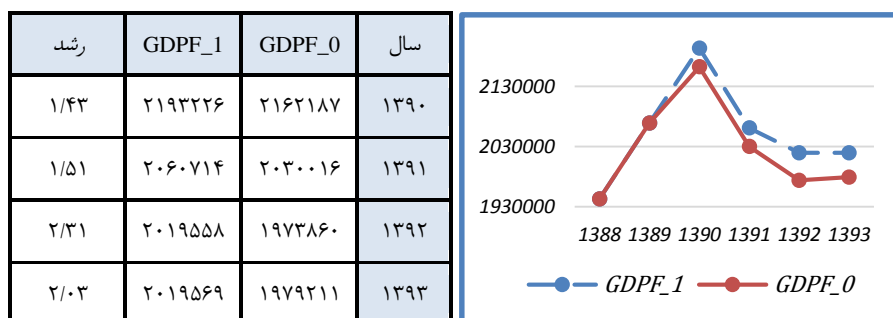 سال GDPF_0 GDPF_1 رشد
۱۳۹۰ ۲۱۶۲۱۸۷ ۲۱۹۳۲۲۶ ۱/۴۳
۱۳۹۱ ۲۰۳۰۰۱۶ ۲۰۶۰۷۱۴ ۱/۵۱
۱۳۹۲ ۱۹۷۳۸۶۰ ۲۰۱۹۵۵۸ ۲/۳۱
۱۳۹۳ ۱۹۷۹۲۱۱ ۲۰۱۹۵۶۹ ۲/۰۳
2130000
2030000
1930000
1388 1389 1390 1391 1392 1393
GDPF_1 GDPF_0